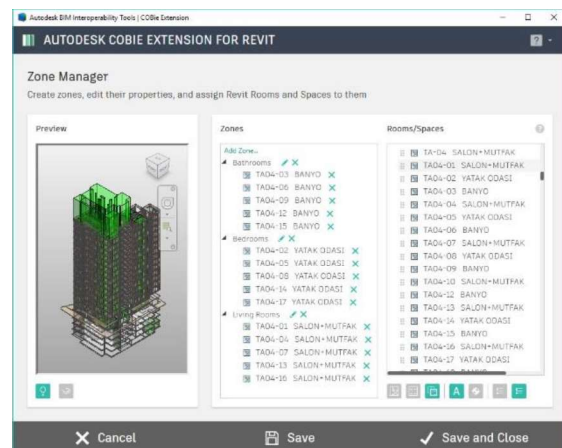 Autodesk BIM Interoperability Tools | COBie Extension
AUTODESK COBIE EXTENSION FOR REVIT
Zone Manager
Create zones, edit their properties, and assign Revit Rooms and Spaces to them
Preview
Zones
Add Zone...
Bathrooms
TA04-03 BANYO
TA04-06 BANYO
TA04-09 BANYO
TA04-12 BANYO
TA04-15 BANYO
Bedrooms
TA04-02 YATAK ODASI
TA04-05 YATAK ODASI
TA04-08 YATAK ODASI
TA04-14 YATAK ODASI
TA04-17 YATAK ODASI
Living Rooms
TA04-01 SALON+MUTFAK
TA04-04 SALON+MUTFAK
TA04-07 SALON+MUTFAK
TA04-13 SALON+MUTFAK
TA04-16 SALON+MUTFAK
Rooms/Spaces
TA-04 SALON+MUTFAK
TA04-01 SALON+MUTFAK
TA04-02 YATAK ODASI
TA04-03 BANYO
TA04-04 SALON+MUTFAK
TA04-05 YATAK ODASI
TA04-06 BANYO
TA04-07 SALON+MUTFAK
TA04-08 YATAK ODASI
TA04-09 BANYO
TA04-10 SALON+MUTFAK
TA04-12 BANYO
TA04-13 SALON+MUTFAK
TA04-14 YATAK ODASI
TA04-15 BANYO
TA04-16 SALON+MUTFAK
TA04-17 YATAK ODASI
A
Cancel
Save
Save and Close